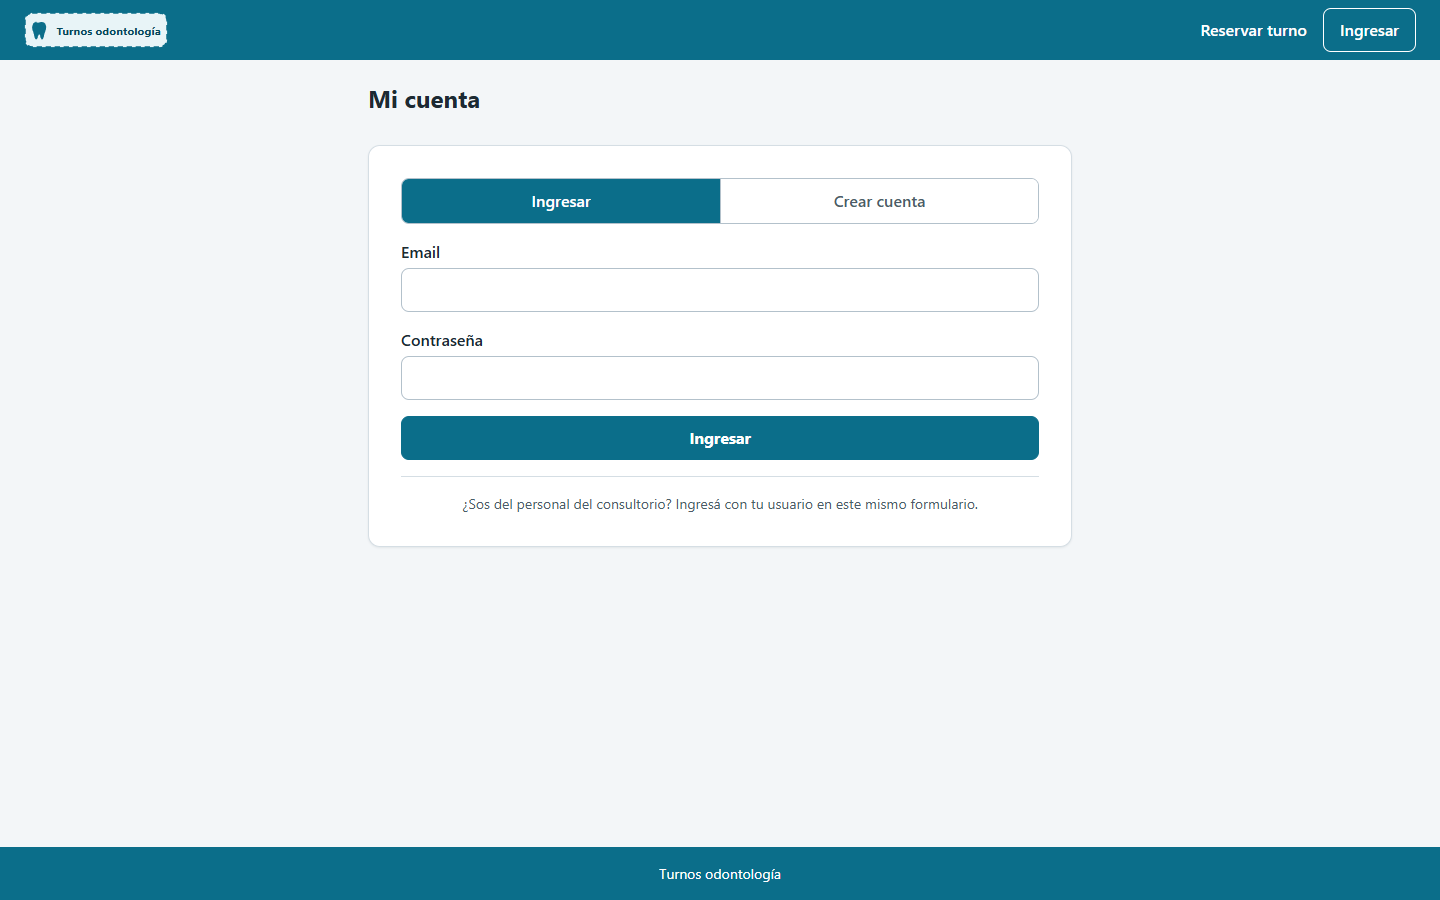 Turnos odontología
Reservar turno
Ingresar
Mi cuenta
Ingresar
Crear cuenta
Email
Contraseña
Ingresar
¿Sos del personal del consultorio? Ingresá con tu usuario en este mismo formulario.
Turnos odontología